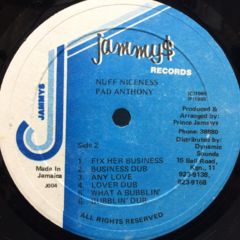 jammy$
RECORDS
NUFF NICENESS
PAD ANTHONY
JAMMYS
Side 2
1. FIX HER BUSINESS
2. BUSINESS DUB
3. ANY LOVE
4. LOVER DUB
5. WHAT A BUBBLIN'
6. BUBBLIN' DUB
Produced &
Arranged by:
Prince Jammys
Distributed by:
Dynamic
Sounds
15 Bell Road,
Kgn. 11
923-9138,
923-9168
Made In
Jamaica
J004
ALL RIGHTS RESERVED